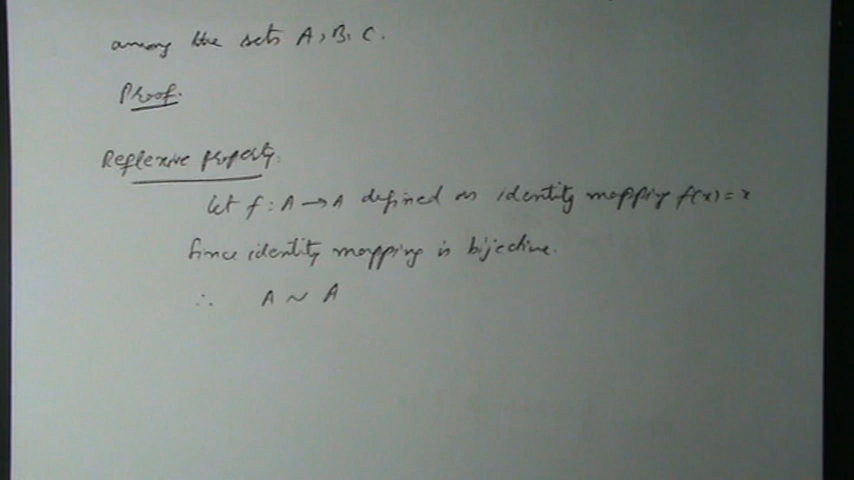 among the sets A, B, C.
Proof.
Reflexive property:
Let f: A → A defined as identity mapping f(x) = x
Since identity mapping is bijective.
∴ A ~ A